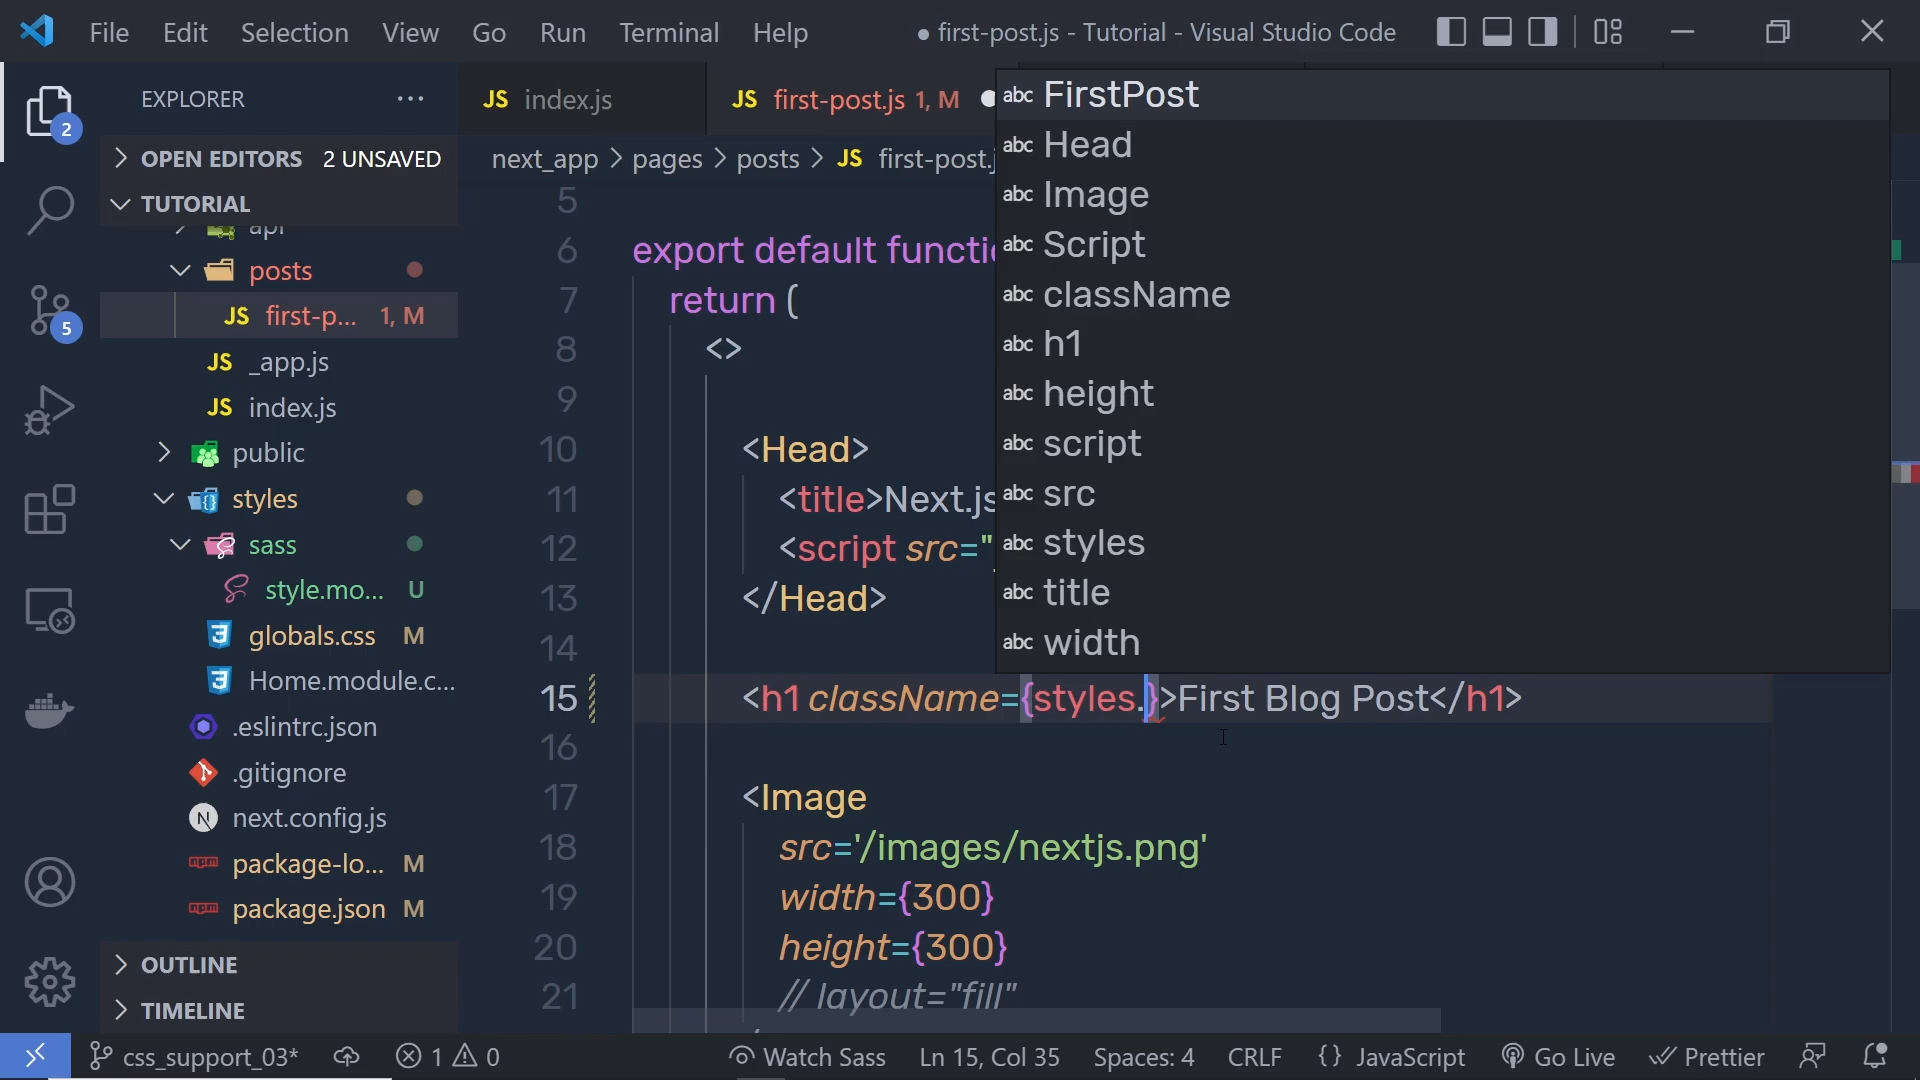 File Edit Selection View Go Run Terminal Help
● first-post.js - Tutorial - Visual Studio Code
EXPLORER ...
2
OPEN EDITORS 2 UNSAVED
TUTORIAL
api
posts
JS first-p... 1, M
JS _app.js
JS index.js
public
styles
sass
style.mo... U
globals.css M
Home.module.c...
.eslintrc.json
.gitignore
N next.config.js
package-lo... M
package.json M
OUTLINE
TIMELINE
5
JS index.js
JS first-post.js 1, M
next_app > pages > posts > JS first-post.j
5
6 export default functi
7 return (
8 <>
9
10 <Head>
11 <title>Next.js
12 <script src="
13 </Head>
14
15 <h1 className={styles.}>First Blog Post</h1>
16
17 <Image
18 src='/images/nextjs.png'
19 width={300}
20 height={300}
21 // layout="fill"
abc FirstPost
abc Head
abc Image
abc Script
abc className
abc h1
abc height
abc script
abc src
abc styles
abc title
abc width
css_support_03* 1 0 Watch Sass Ln 15, Col 35 Spaces: 4 CRLF {} JavaScript Go Live Prettier